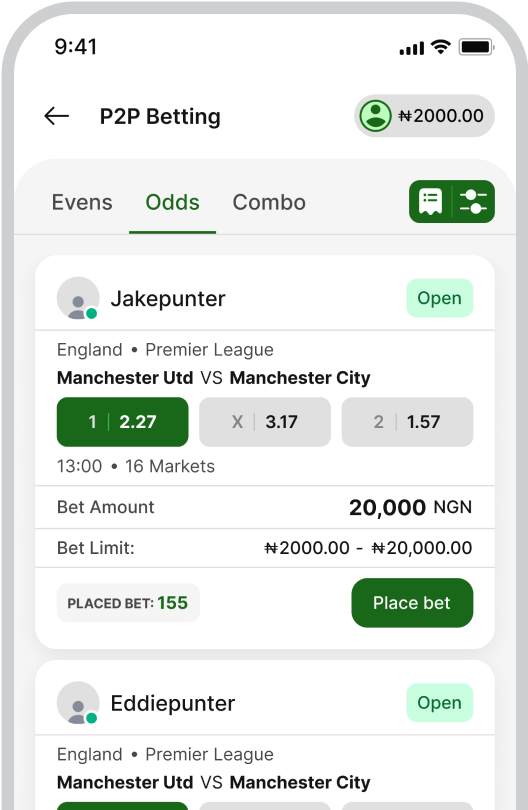 9:41
P2P Betting ₦2000.00
Evens Odds Combo
Jakepunter Open
England • Premier League
Manchester Utd VS Manchester City
1 | 2.27 X | 3.17 2 | 1.57
13:00 • 16 Markets
Bet Amount 20,000 NGN
Bet Limit: ₦2000.00 - ₦20,000.00
PLACED BET: 155 Place bet
Eddiepunter Open
England • Premier League
Manchester Utd VS Manchester City